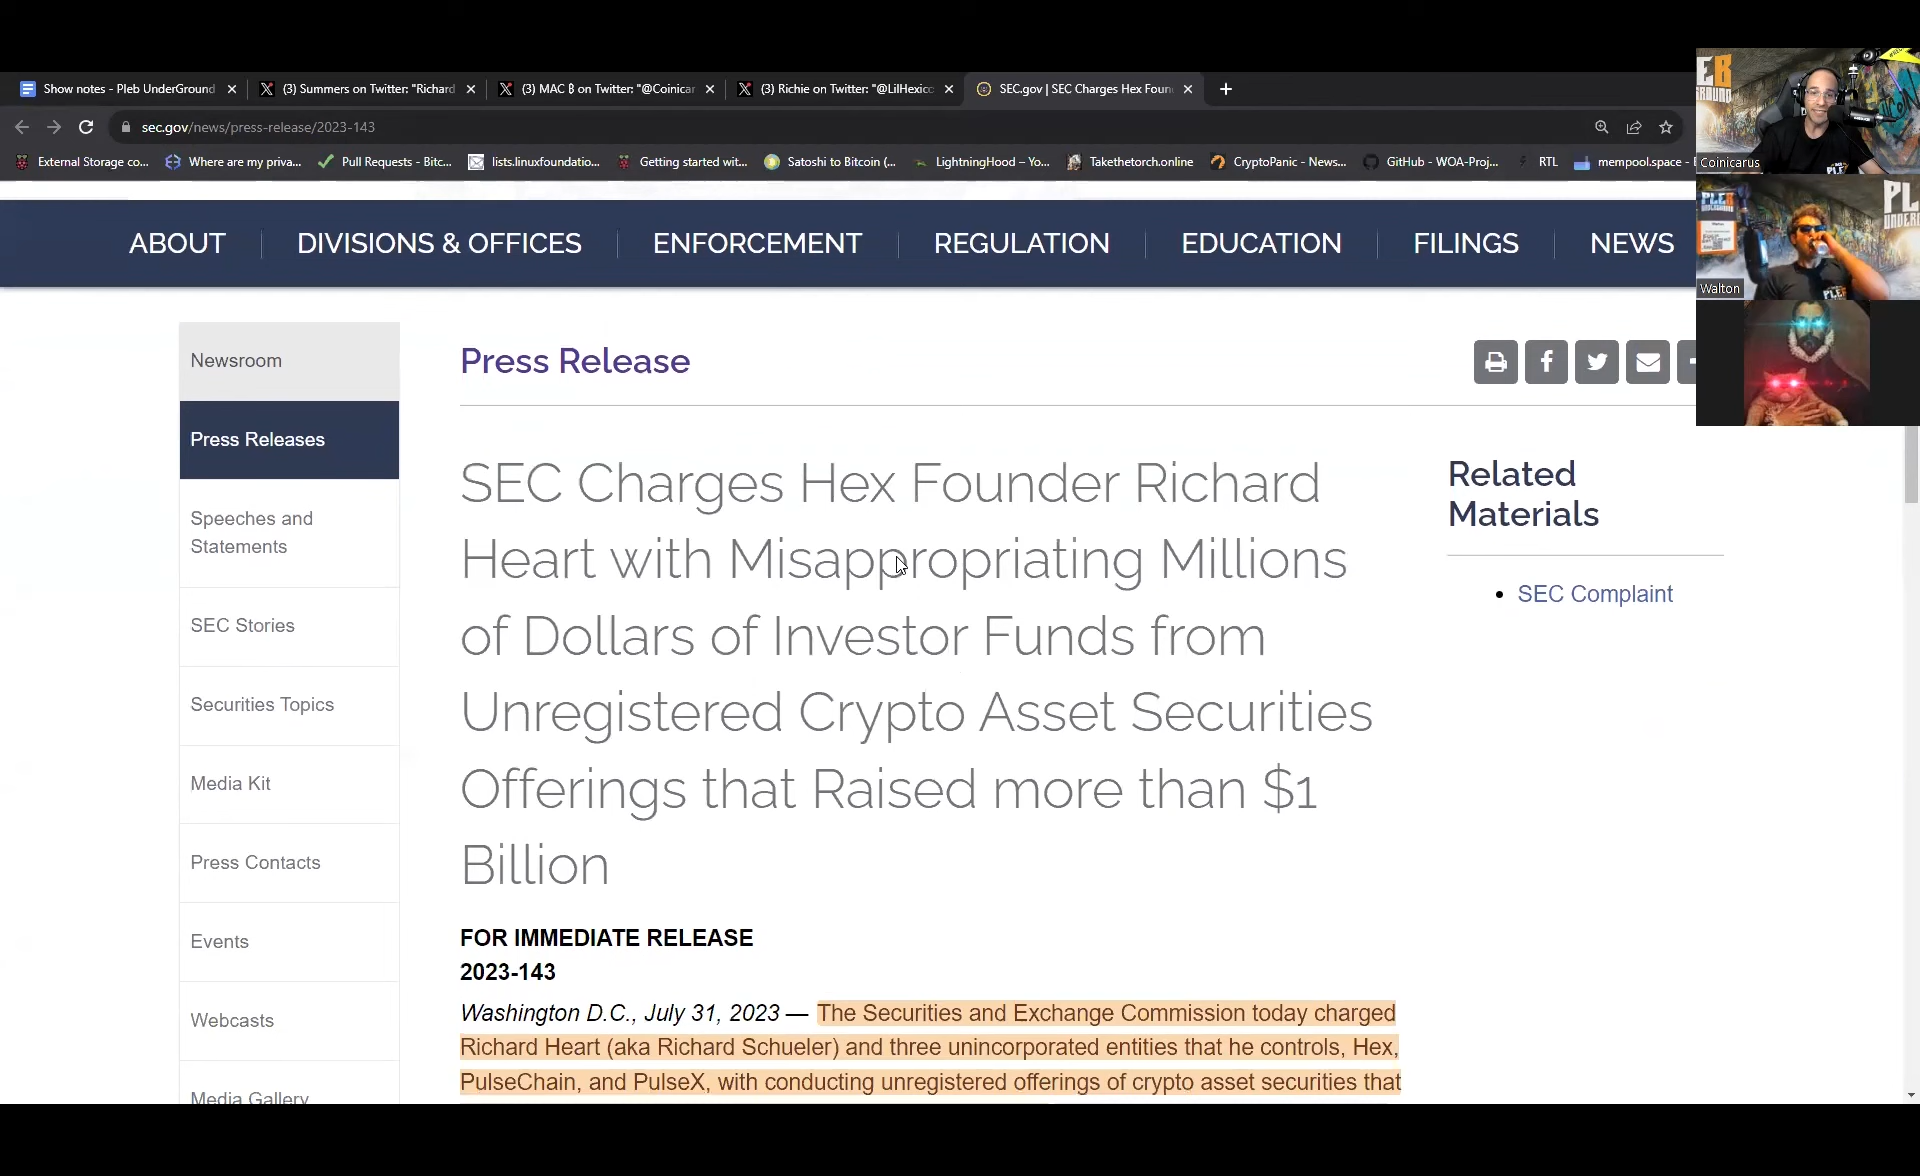 Show notes - Pleb UnderGround
(3) Summers on Twitter: "Richard
(3) MAC ₿ on Twitter: "@Coinicar
(3) Richie on Twitter: "@LilHexico
SEC.gov | SEC Charges Hex Foun
sec.gov/news/press-release/2023-143
External Storage co...
Where are my priva...
Pull Requests - Bitc...
lists.linuxfoundatio...
Getting started wit...
Satoshi to Bitcoin (...
LightningHood – Yo...
Takethetorch.online
CryptoPanic - News...
GitHub - WOA-Proj...
RTL
mempool.space -
Coinicarus
Walton
ABOUT
DIVISIONS & OFFICES
ENFORCEMENT
REGULATION
EDUCATION
FILINGS
NEWS
Newsroom
Press Releases
Speeches and
Statements
SEC Stories
Securities Topics
Media Kit
Press Contacts
Events
Webcasts
Media Gallery
Press Release
SEC Charges Hex Founder Richard
Heart with Misappropriating Millions
of Dollars of Investor Funds from
Unregistered Crypto Asset Securities
Offerings that Raised more than $1
Billion
FOR IMMEDIATE RELEASE
2023-143
Washington D.C., July 31, 2023 — The Securities and Exchange Commission today charged
Richard Heart (aka Richard Schueler) and three unincorporated entities that he controls, Hex,
PulseChain, and PulseX, with conducting unregistered offerings of crypto asset securities that
Related
Materials
SEC Complaint